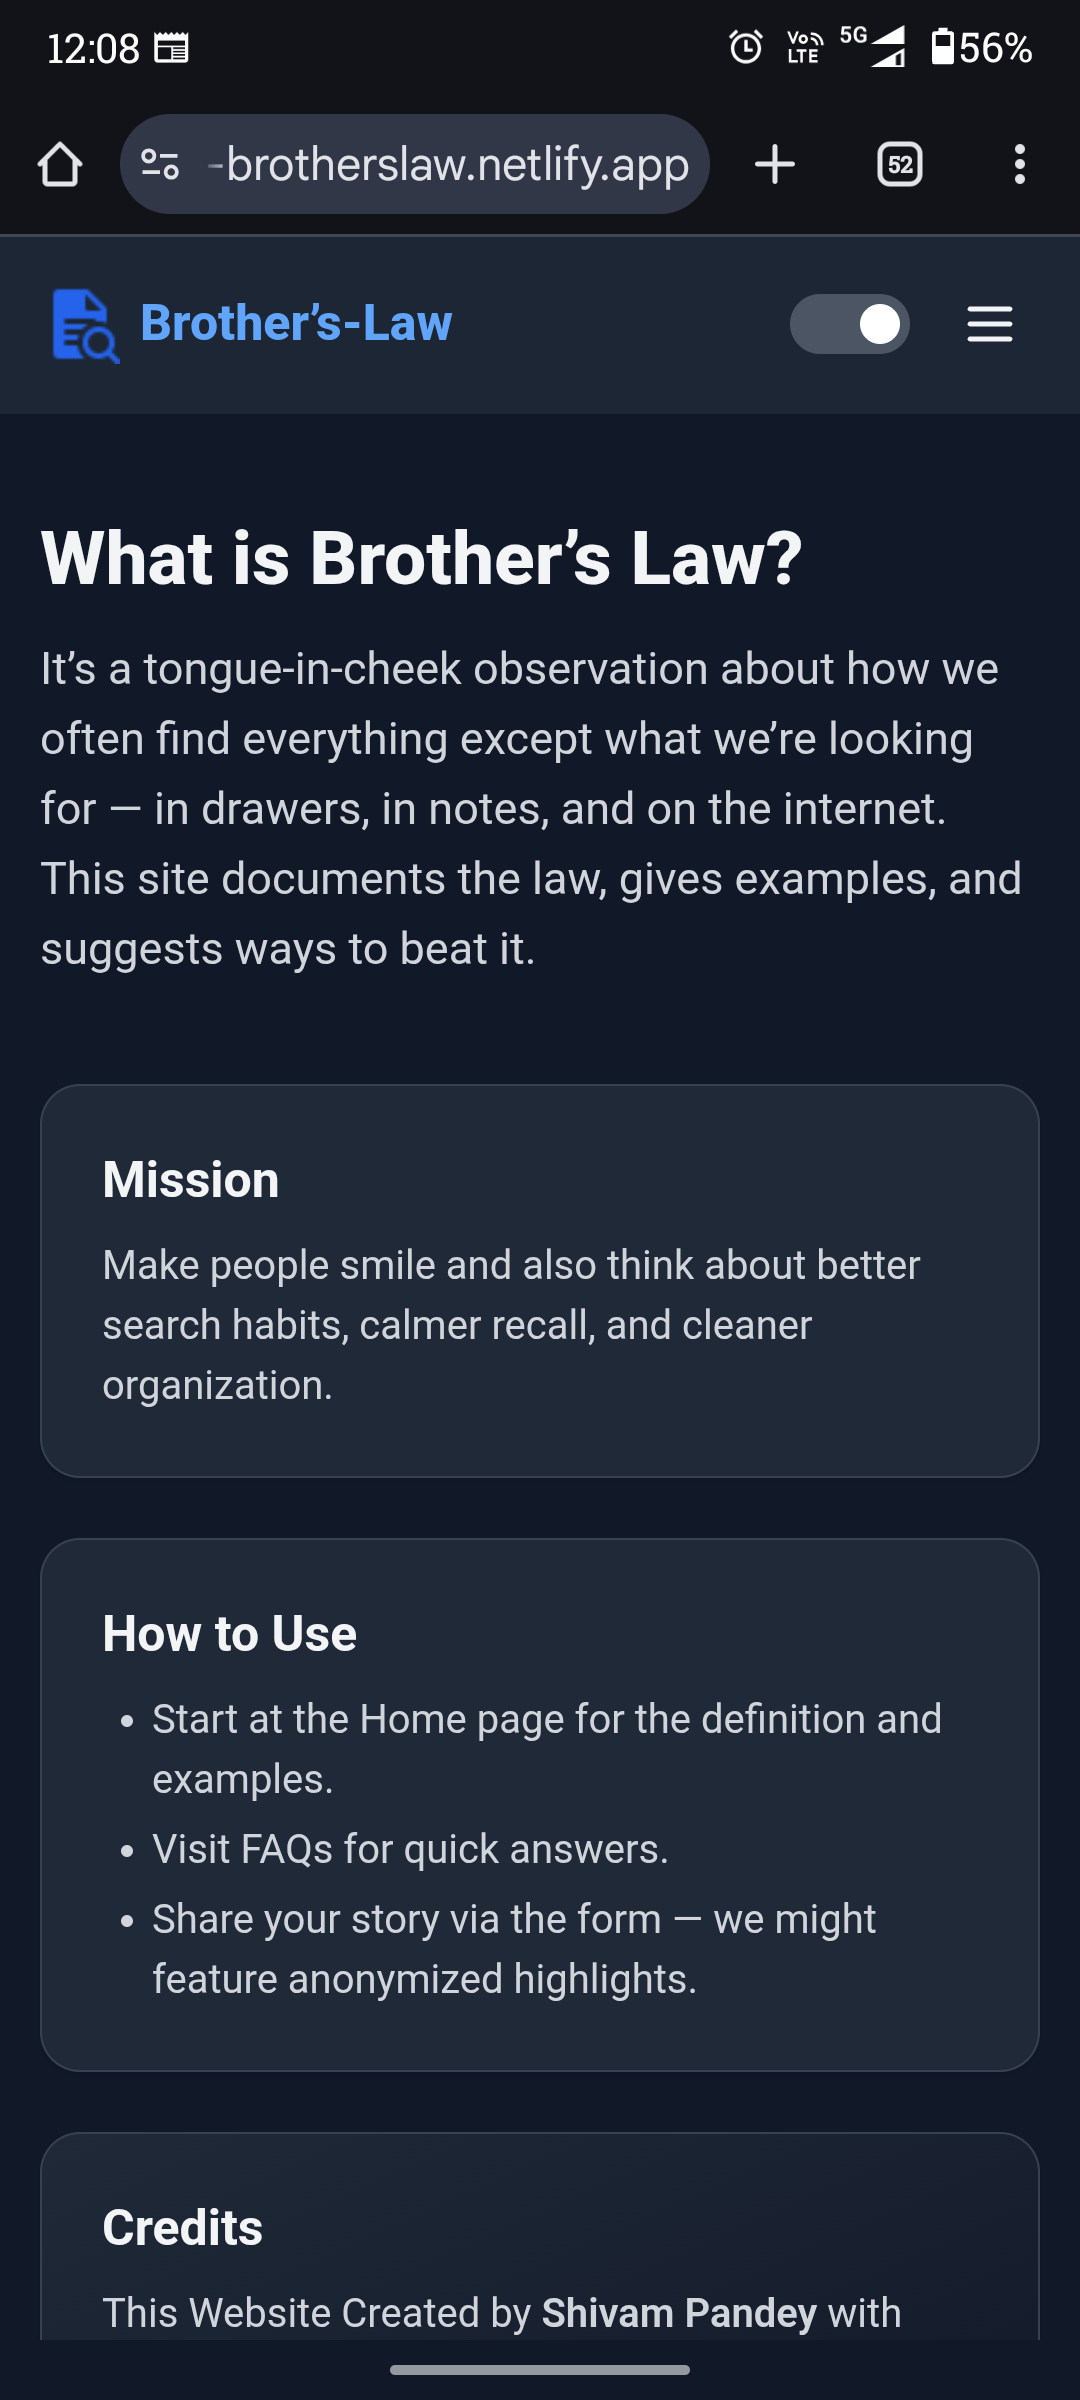 12:08
VoLTE 5G 56%
-brotherslaw.netlify.app
52
Brother’s-Law
What is Brother’s Law?
It’s a tongue-in-cheek observation about how we
often find everything except what we’re looking
for — in drawers, in notes, and on the internet.
This site documents the law, gives examples, and
suggests ways to beat it.
Mission
Make people smile and also think about better
search habits, calmer recall, and cleaner
organization.
How to Use
• Start at the Home page for the definition and
examples.
• Visit FAQs for quick answers.
• Share your story via the form — we might
feature anonymized highlights.
Credits
This Website Created by Shivam Pandey with